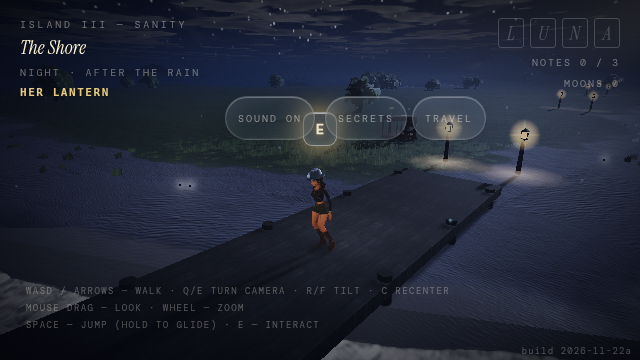 ISLAND III — SANITY
The Shore
NIGHT · AFTER THE RAIN
HER LANTERN
LUNA
NOTES 0 / 3
MOONS 0
SOUND ON
E
SECRETS
TRAVEL
WASD / ARROWS — WALK · Q/E TURN CAMERA · R/F TILT · C RECENTER
MOUSE DRAG — LOOK · WHEEL — ZOOM
SPACE — JUMP (HOLD TO GLIDE) · E — INTERACT
build 2026-11-22a